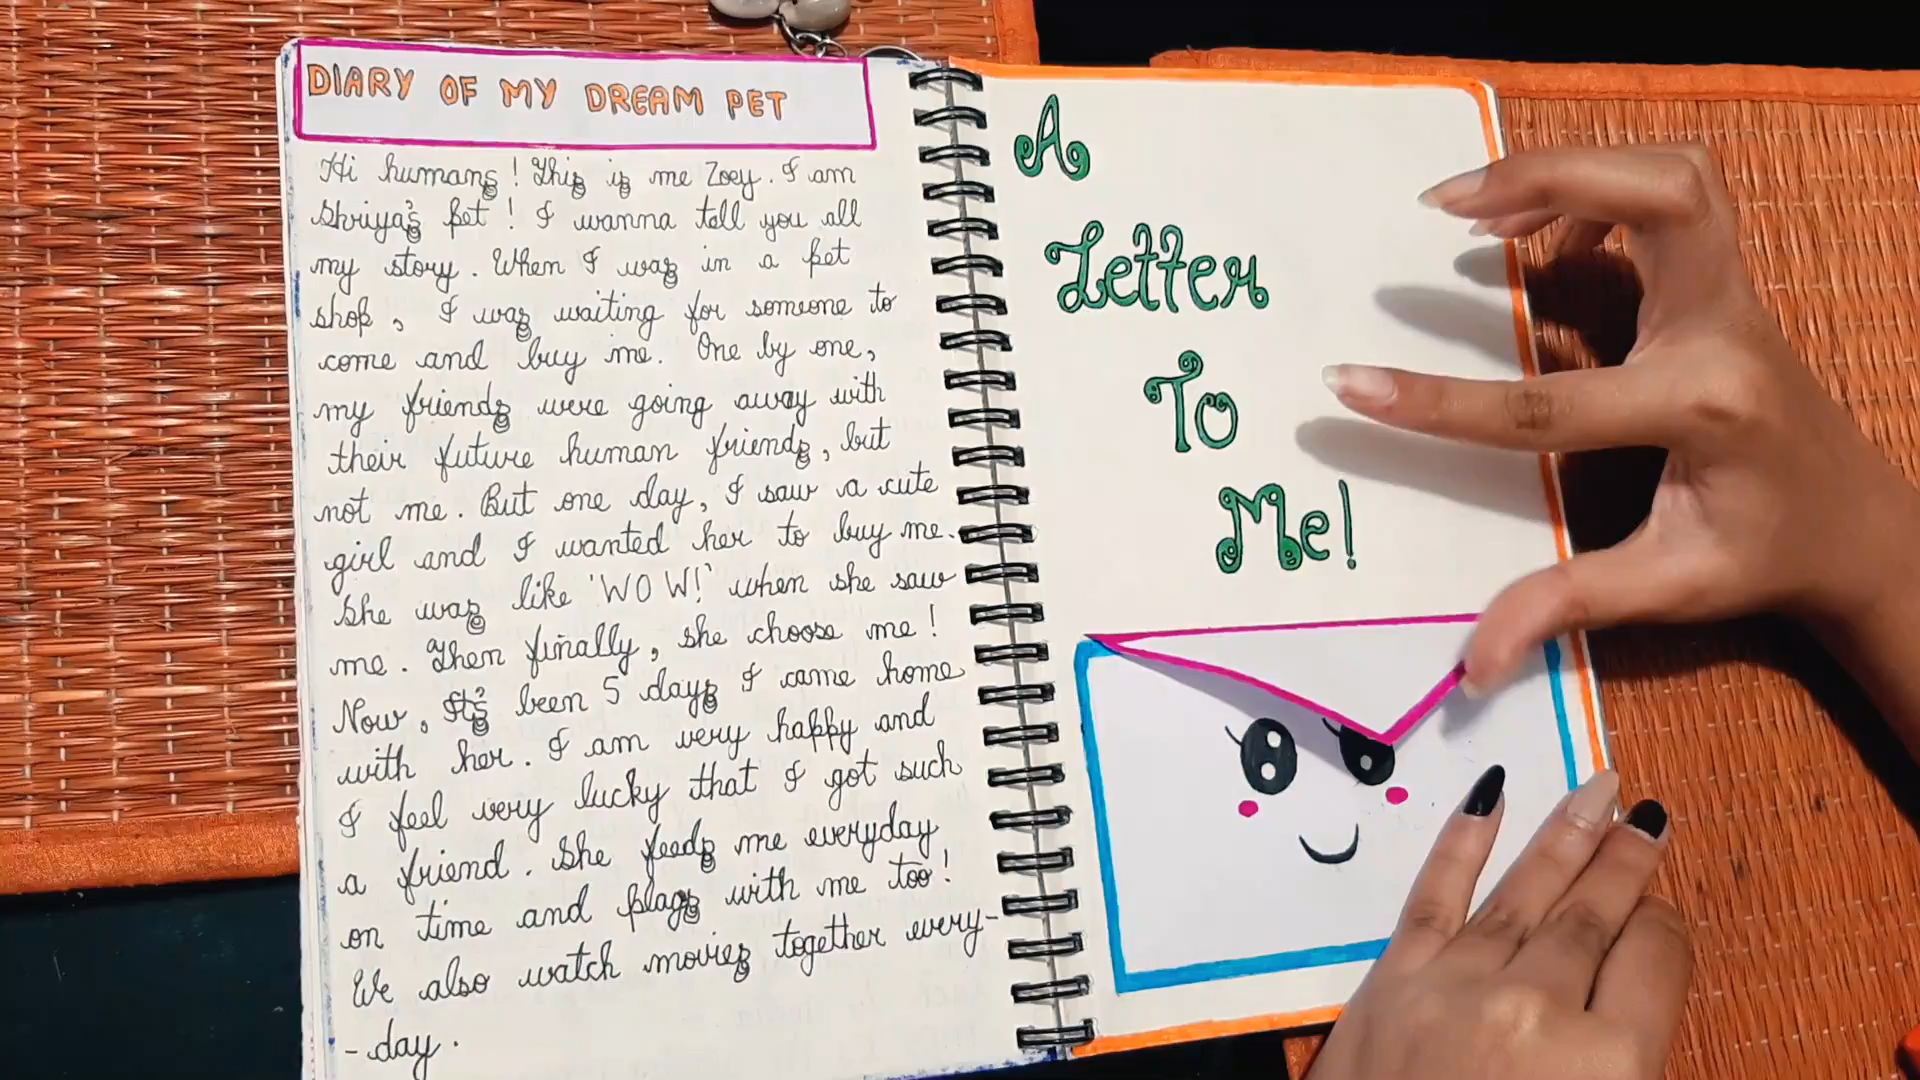 DIARY OF MY DREAM PET
Hi humans! This is me Zoey. I am
Shriya's pet! I wanna tell you all
my story. When I was in a pet
shop, I was waiting for someone to
come and buy me. One by one,
my friends were going away with
their future human friends, but
not me. But one day, I saw a cute
girl and I wanted her to buy me.
She was like 'WOW!' when she saw
me. Then finally, she choose me!
Now, It's been 5 days I came home
with her. I am very happy and
I feel very lucky that I got such
a friend. She feeds me everyday
on time and plays with me too!
We also watch movies together every-
-day.
A
Letter
To
Me!